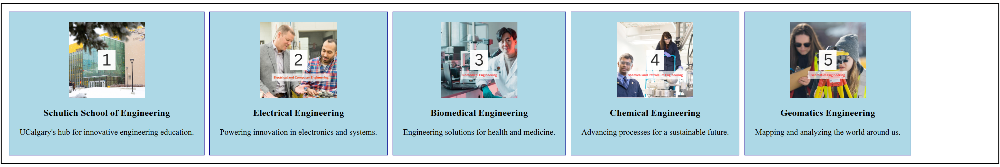 1
Schulich School of Engineering
UCalgary's hub for innovative engineering education.
2
Electrical and Computer Engineering
Electrical Engineering
Powering innovation in electronics and systems.
3
Biomedical Engineering
Biomedical Engineering
Engineering solutions for health and medicine.
4
Chemical and Petroleum Engineering
Chemical Engineering
Advancing processes for a sustainable future.
5
Geomatics Engineering
Geomatics Engineering
Mapping and analyzing the world around us.